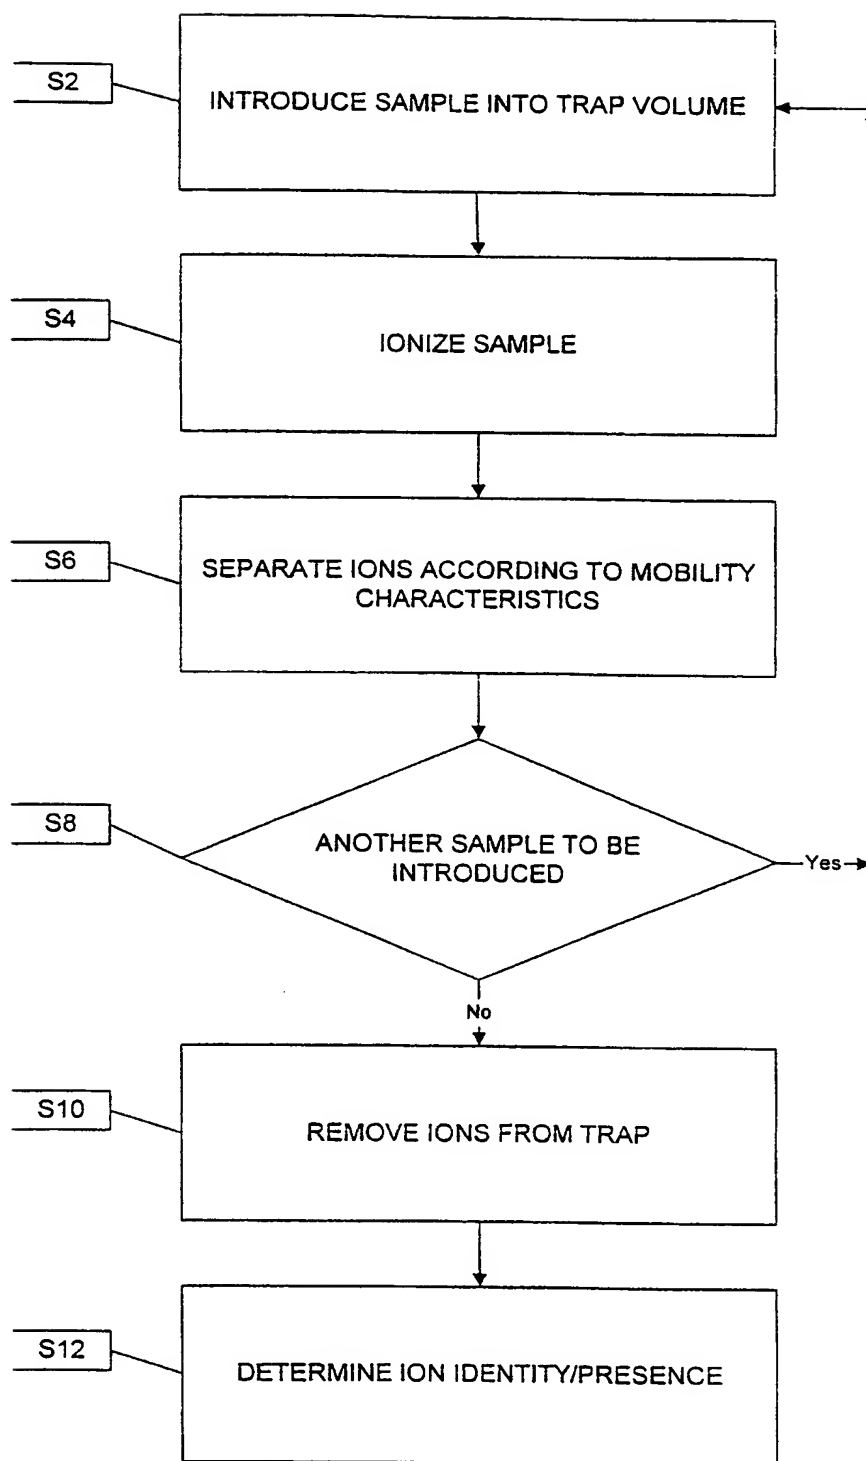 S2
INTRODUCE SAMPLE INTO TRAP VOLUME
S4
IONIZE SAMPLE
S6
SEPARATE IONS ACCORDING TO MOBILITY
CHARACTERISTICS
S8
ANOTHER SAMPLE TO BE
INTRODUCED
Yes
No
S10
REMOVE IONS FROM TRAP
S12
DETERMINE ION IDENTITY/PRESENCE